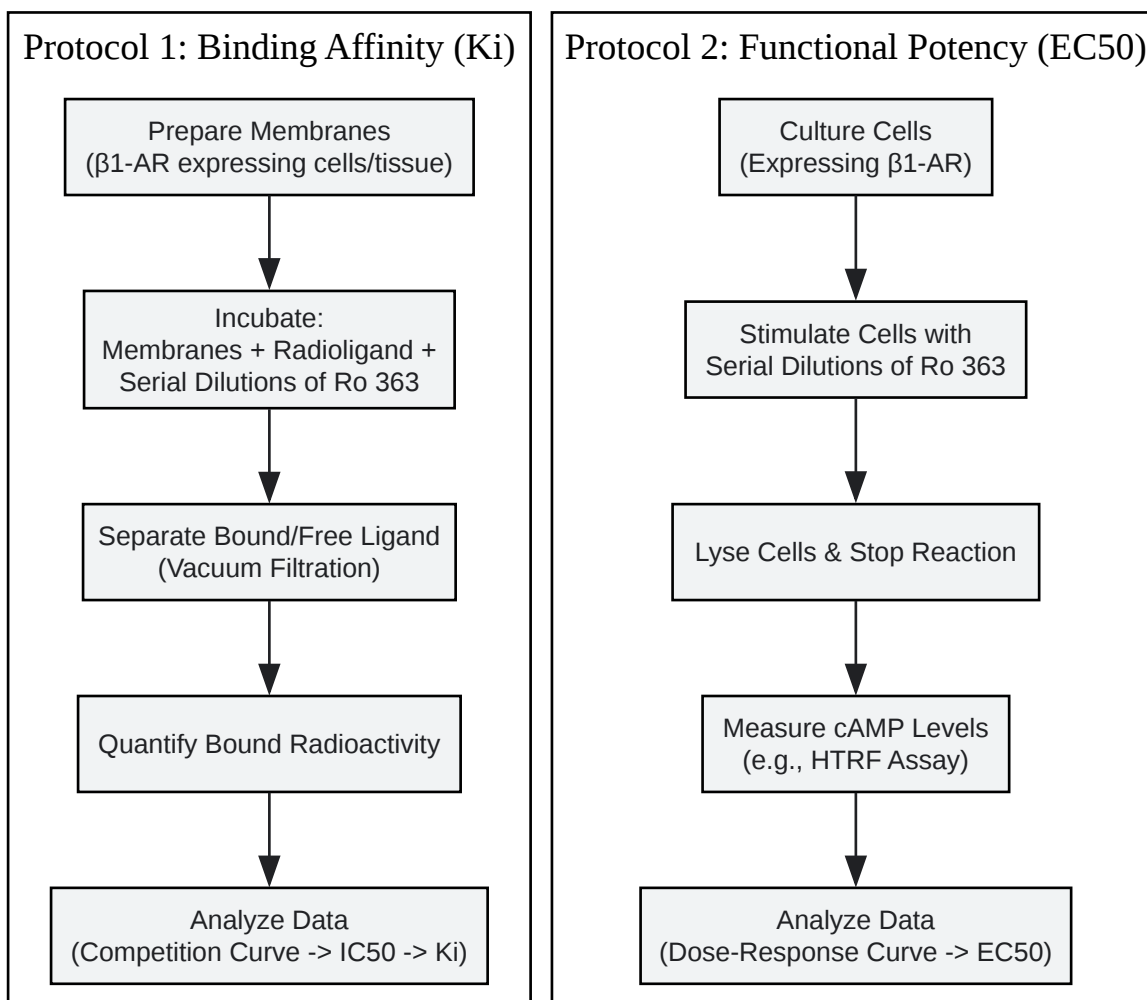 Protocol 1: Binding Affinity (Ki)
Prepare Membranes
(β1-AR expressing cells/tissue)
Incubate:
Membranes + Radioligand +
Serial Dilutions of Ro 363
Separate Bound/Free Ligand
(Vacuum Filtration)
Quantify Bound Radioactivity
Analyze Data
(Competition Curve -> IC50 -> Ki)
Protocol 2: Functional Potency (EC50)
Culture Cells
(Expressing β1-AR)
Stimulate Cells with
Serial Dilutions of Ro 363
Lyse Cells & Stop Reaction
Measure cAMP Levels
(e.g., HTRF Assay)
Analyze Data
(Dose-Response Curve -> EC50)